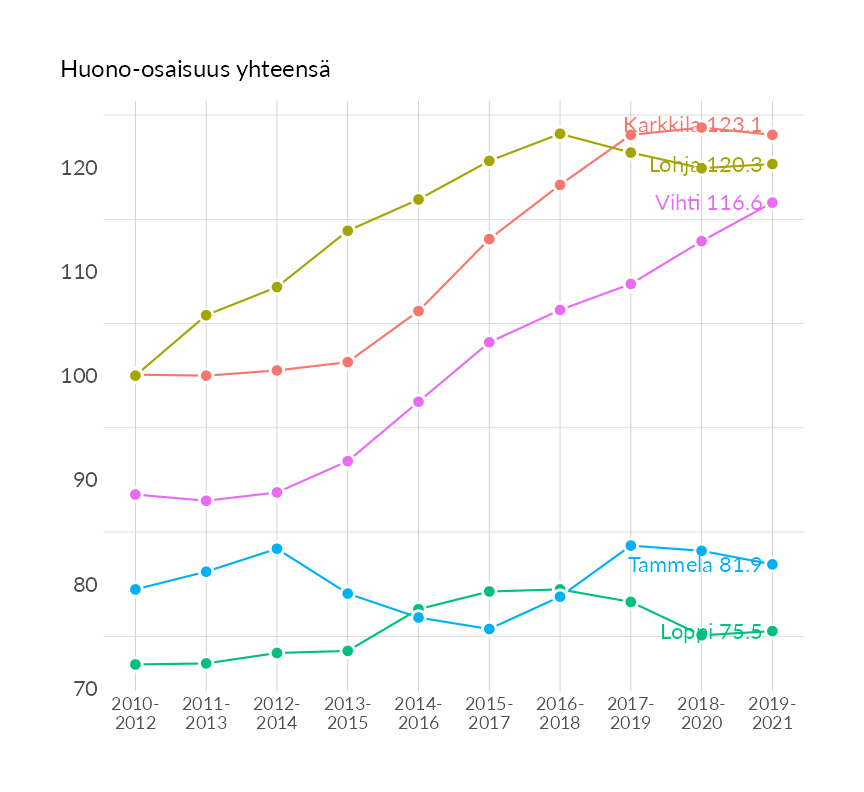 Huono-osaisuus yhteensä
Karkkila 123.1
120
Lohja 120.3
Vihti 116.6
110
100
90
80
Tammela 81.9
Loppi 75.5
70
2010- 2011- 2012- 2013- 2014- 2015- 2016- 2017- 2018- 2019-
2012 2013 2014 2015 2016 2017 2018 2019 2020 2021